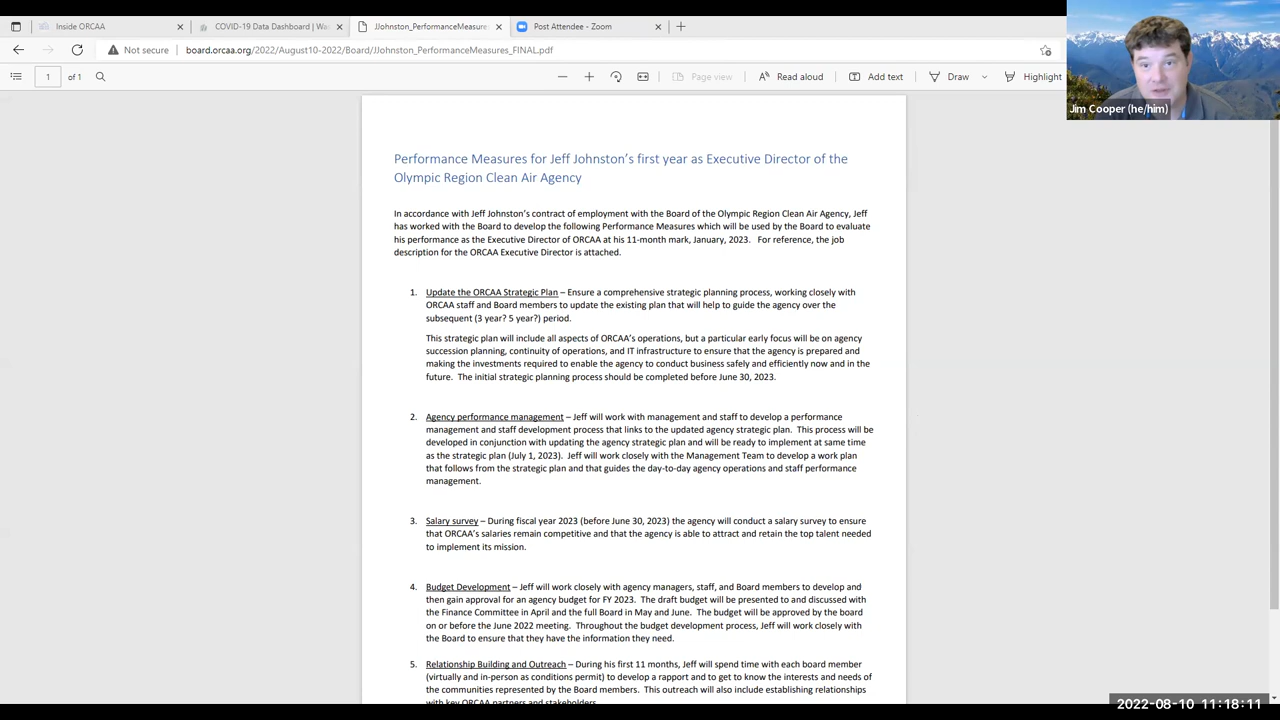 Inside ORCAA
COVID-19 Data Dashboard | Wa
JJohnston_PerformanceMeasure
Post Attendee - Zoom
Not secure board.orcaa.org/2022/August10-2022/Board/JJohnston_PerformanceMeasures_FINAL.pdf
1 of 1
Page view
Read aloud
Add text
Draw
Highlight
Jim Cooper (he/him)
Performance Measures for Jeff Johnston's first year as Executive Director of the
Olympic Region Clean Air Agency
In accordance with Jeff Johnston's contract of employment with the Board of the Olympic Region Clean Air Agency, Jeff
has worked with the Board to develop the following Performance Measures which will be used by the Board to evaluate
his performance as the Executive Director of ORCAA at his 11-month mark, January, 2023. For reference, the job
description for the ORCAA Executive Director is attached.
1. Update the ORCAA Strategic Plan – Ensure a comprehensive strategic planning process, working closely with
ORCAA staff and Board members to update the existing plan that will help to guide the agency over the
subsequent (3 year? 5 year?) period.
This strategic plan will include all aspects of ORCAA's operations, but a particular early focus will be on agency
succession planning, continuity of operations, and IT infrastructure to ensure that the agency is prepared and
making the investments required to enable the agency to conduct business safely and efficiently now and in the
future. The initial strategic planning process should be completed before June 30, 2023.
2. Agency performance management – Jeff will work with management and staff to develop a performance
management and staff development process that links to the updated agency strategic plan. This process will be
developed in conjunction with updating the agency strategic plan and will be ready to implement at same time
as the strategic plan (July 1, 2023). Jeff will work closely with the Management Team to develop a work plan
that follows from the strategic plan and that guides the day-to-day agency operations and staff performance
management.
3. Salary survey – During fiscal year 2023 (before June 30, 2023) the agency will conduct a salary survey to ensure
that ORCAA's salaries remain competitive and that the agency is able to attract and retain the top talent needed
to implement its mission.
4. Budget Development – Jeff will work closely with agency managers, staff, and Board members to develop and
then gain approval for an agency budget for FY 2023. The draft budget will be presented to and discussed with
the Finance Committee in April and the full Board in May and June. The budget will be approved by the board
on or before the June 2022 meeting. Throughout the budget development process, Jeff will work closely with
the Board to ensure that they have the information they need.
5. Relationship Building and Outreach – During his first 11 months, Jeff will spend time with each board member
(virtually and in-person as conditions permit) to develop a rapport and to get to know the interests and needs of
the communities represented by the Board members. This outreach will also include establishing relationships
with key ORCAA partners and stakeholders.
2022-08-10 11:18:11